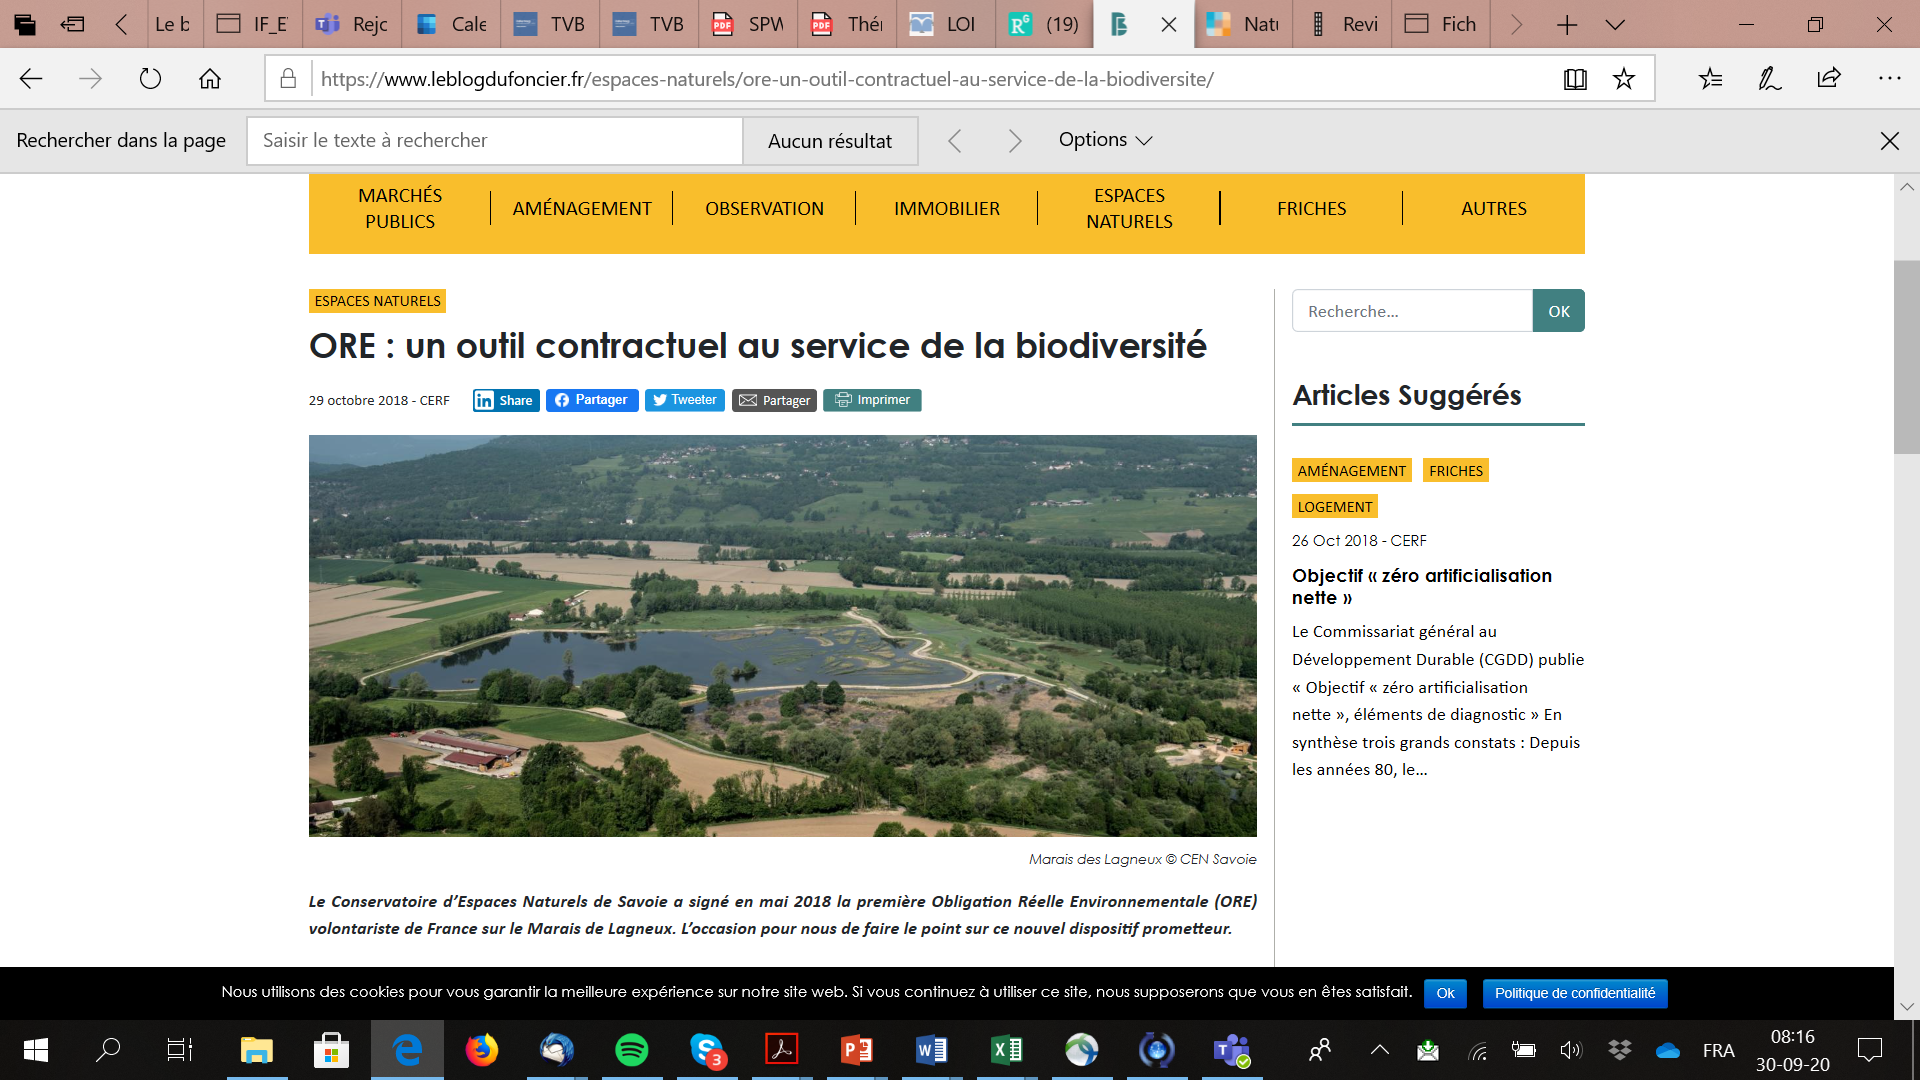 Le b
IF_E
Rejc
Cale
TVB
TVB
SPW
Thé
LOI
(19)
Natu
Revi
Fich
https://www.leblogdufoncier.fr/espaces-naturels/ore-un-outil-contractuel-au-service-de-la-biodiversite/
Rechercher dans la page
Saisir le texte à rechercher
Aucun résultat
Options
MARCHÉS
PUBLICS
AMÉNAGEMENT
OBSERVATION
IMMOBILIER
ESPACES
NATURELS
FRICHES
AUTRES
ESPACES NATURELS
ORE : un outil contractuel au service de la biodiversité
29 octobre 2018 - CERF
Share
Partager
Tweeter
Partager
Imprimer
Marais des Lagneux © CEN Savoie
Le Conservatoire d’Espaces Naturels de Savoie a signé en mai 2018 la première Obligation Réelle Environnementale (ORE)
volontariste de France sur le Marais de Lagneux. L’occasion pour nous de faire le point sur ce nouvel dispositif prometteur.
Recherche...
OK
Articles Suggérés
AMÉNAGEMENT
FRICHES
LOGEMENT
26 Oct 2018 - CERF
Objectif « zéro artificialisation
nette »
Le Commissariat général au
Développement Durable (CGDD) publie
« Objectif « zéro artificialisation
nette », éléments de diagnostic » En
synthèse trois grands constats : Depuis
les années 80, le...
Nous utilisons des cookies pour vous garantir la meilleure expérience sur notre site web. Si vous continuez à utiliser ce site, nous supposerons que vous en êtes satisfait.
Ok
Politique de confidentialité
3
FRA
08:16
30-09-20